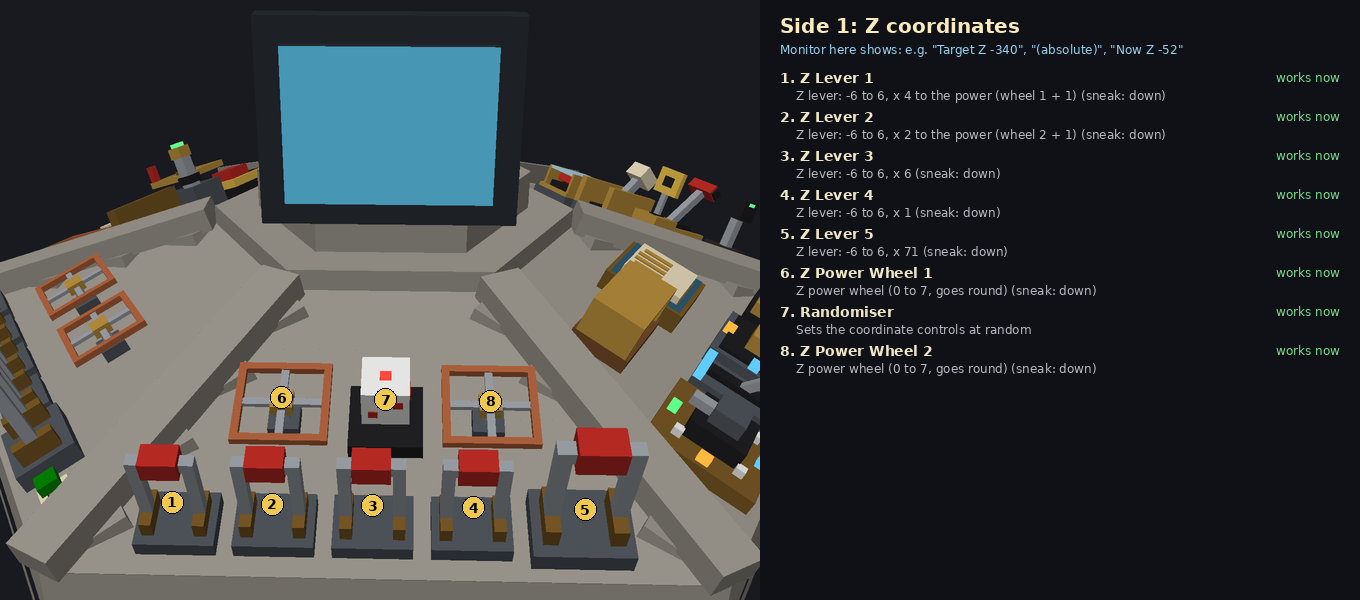 Side 1: Z coordinates
Monitor here shows: e.g. "Target Z -340", "(absolute)", "Now Z -52"
1. Z Lever 1 works now
Z lever: -6 to 6, x 4 to the power (wheel 1 + 1) (sneak: down)
2. Z Lever 2 works now
Z lever: -6 to 6, x 2 to the power (wheel 2 + 1) (sneak: down)
3. Z Lever 3 works now
Z lever: -6 to 6, x 6 (sneak: down)
4. Z Lever 4 works now
Z lever: -6 to 6, x 1 (sneak: down)
5. Z Lever 5 works now
Z lever: -6 to 6, x 71 (sneak: down)
6. Z Power Wheel 1 works now
Z power wheel (0 to 7, goes round) (sneak: down)
7. Randomiser works now
Sets the coordinate controls at random
8. Z Power Wheel 2 works now
Z power wheel (0 to 7, goes round) (sneak: down)
6 7 8
1 2 3 4 5